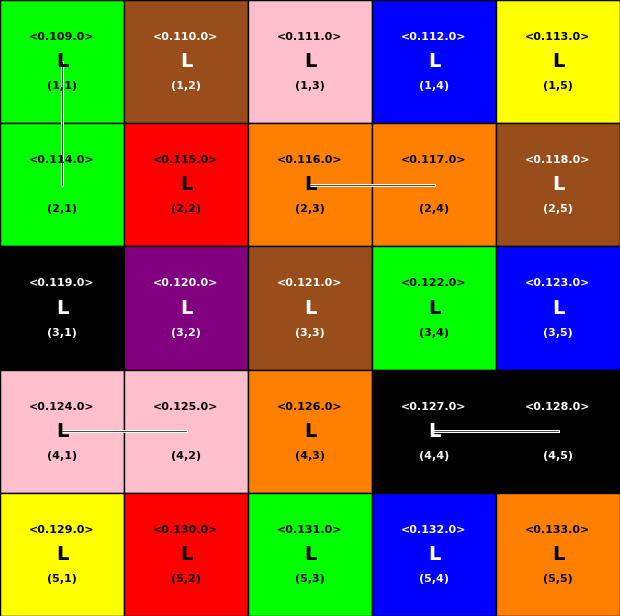 <0.109.0> <0.110.0> <0.111.0> <0.112.0> <0.113.0>
L L L L L
(1,1) (1,2) (1,3) (1,4) (1,5)
<0.114.0> <0.115.0> <0.116.0> <0.117.0> <0.118.0>
L L L
(2,1) (2,2) (2,3) (2,4) (2,5)
<0.119.0> <0.120.0> <0.121.0> <0.122.0> <0.123.0>
L L L L L
(3,1) (3,2) (3,3) (3,4) (3,5)
<0.124.0> <0.125.0> <0.126.0> <0.127.0> <0.128.0>
L L L
(4,1) (4,2) (4,3) (4,4) (4,5)
<0.129.0> <0.130.0> <0.131.0> <0.132.0> <0.133.0>
L L L L L
(5,1) (5,2) (5,3) (5,4) (5,5)